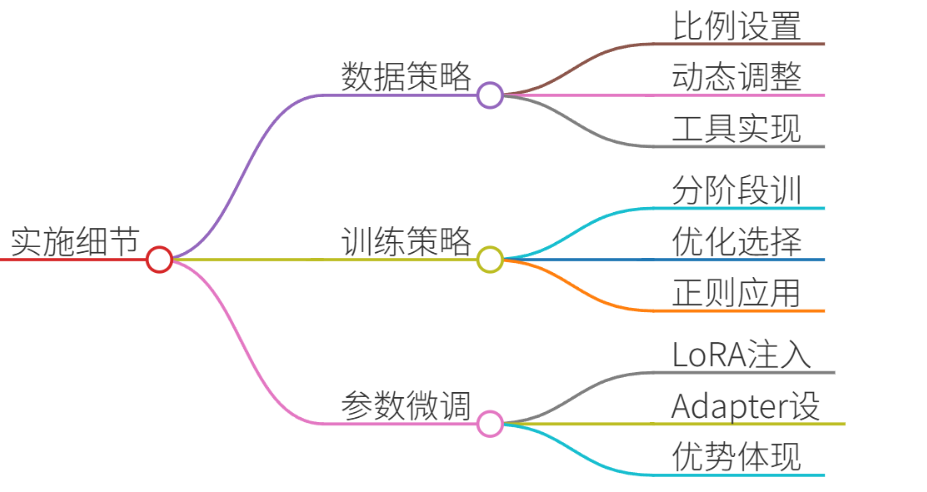 实施细节
数据策略
比例设置
动态调整
工具实现
训练策略
分阶段训
优化选择
正则应用
参数微调
LoRA注入
Adapter设
优势体现